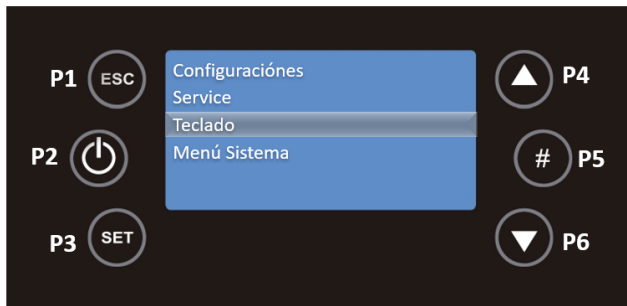 P1 ESC
Configuraciónes
P4
Service
Teclado
P2
Menú Sistema
# P5
P3 SET
P6